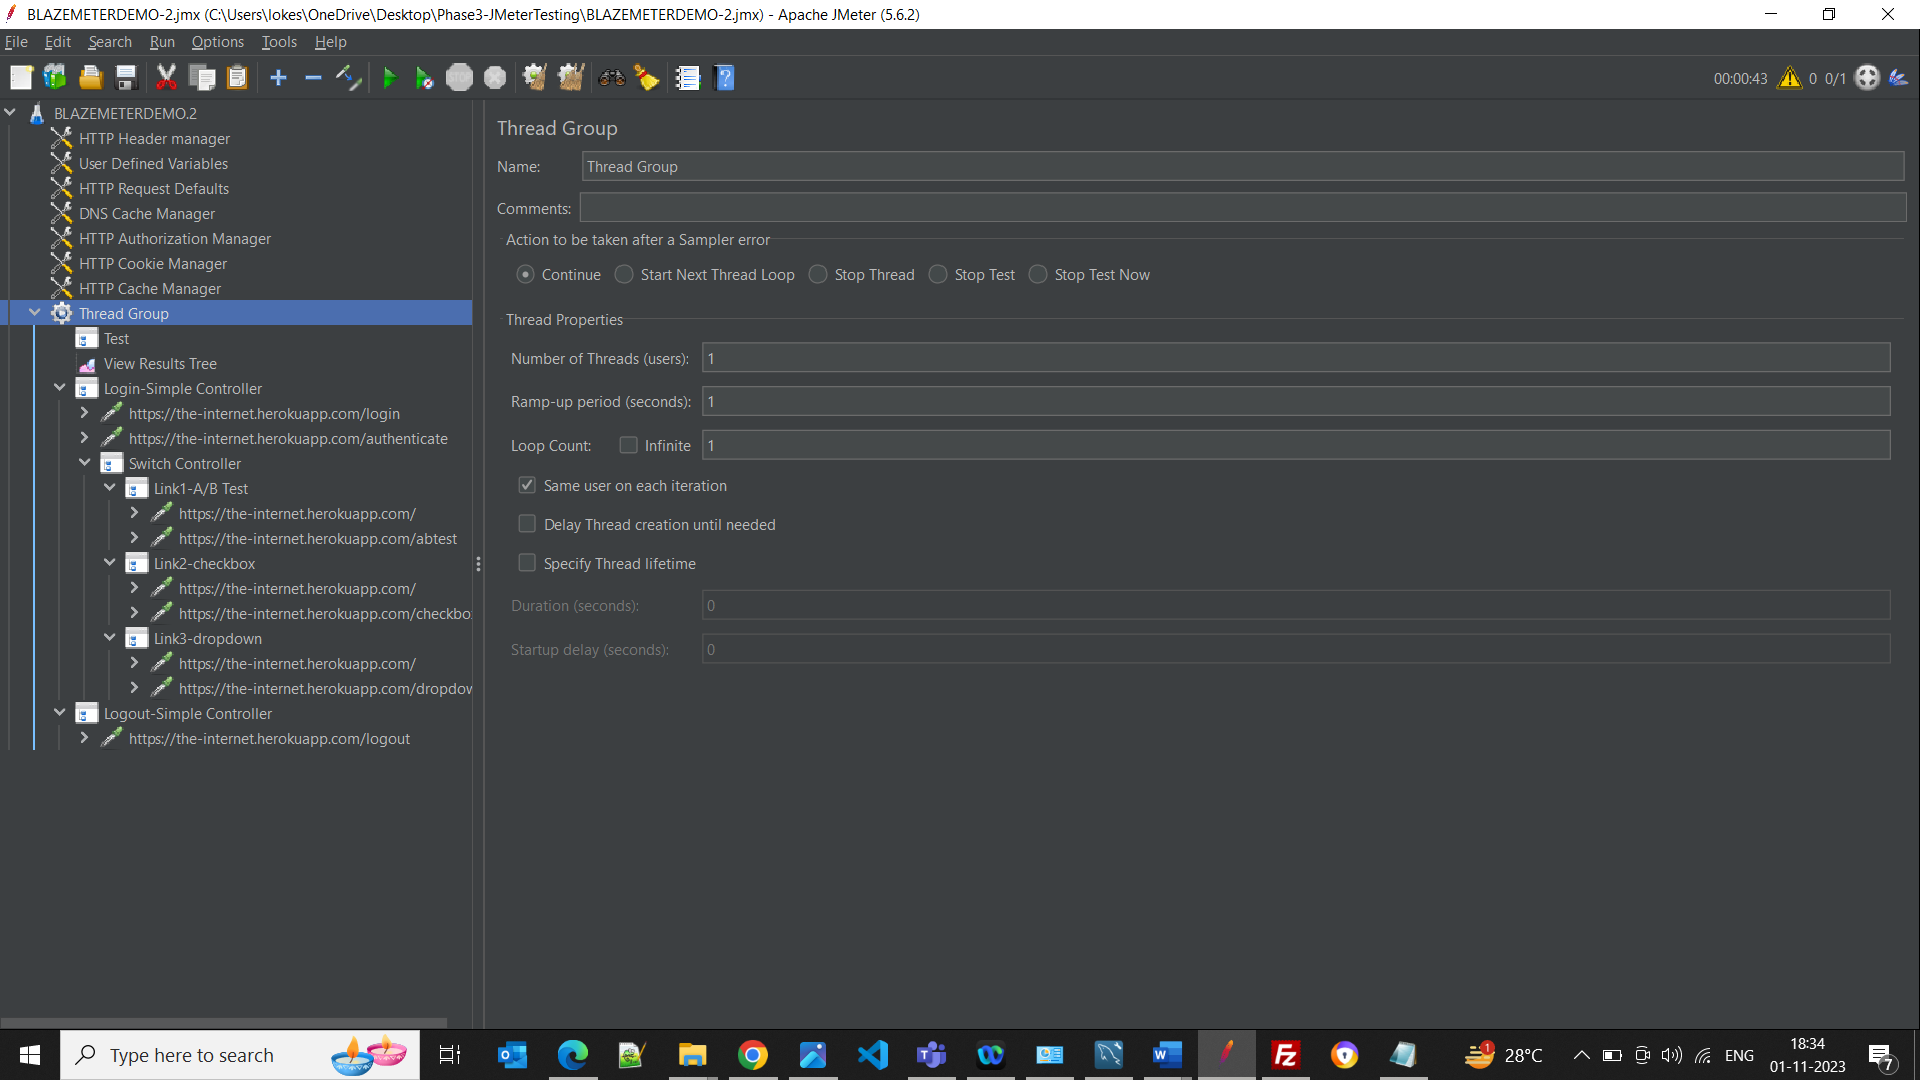 BLAZEMETERDEMO-2.jmx (C:\Users\lokes\OneDrive\Desktop\Phase3-JMeterTesting\BLAZEMETERDEMO-2.jmx) - Apache JMeter (5.6.2)
File Edit Search Run Options Tools Help
STOP
?
00:00:43 0 0/1
BLAZEMETERDEMO.2
HTTP Header manager
User Defined Variables
HTTP Request Defaults
DNS Cache Manager
HTTP Authorization Manager
HTTP Cookie Manager
HTTP Cache Manager
Thread Group
Test
View Results Tree
Login-Simple Controller
https://the-internet.herokuapp.com/login
https://the-internet.herokuapp.com/authenticate
Switch Controller
Link1-A/B Test
https://the-internet.herokuapp.com/
https://the-internet.herokuapp.com/abtest
Link2-checkbox
https://the-internet.herokuapp.com/
https://the-internet.herokuapp.com/checkbo
Link3-dropdown
https://the-internet.herokuapp.com/
https://the-internet.herokuapp.com/dropdow
Logout-Simple Controller
https://the-internet.herokuapp.com/logout
Thread Group
Name: Thread Group
Comments:
Action to be taken after a Sampler error
Continue Start Next Thread Loop Stop Thread Stop Test Stop Test Now
Thread Properties
Number of Threads (users): 1
Ramp-up period (seconds): 1
Loop Count: Infinite 1
Same user on each iteration
Delay Thread creation until needed
Specify Thread lifetime
Duration (seconds): 0
Startup delay (seconds): 0
Type here to search
1
28°C
ENG
18:34
01-11-2023
7